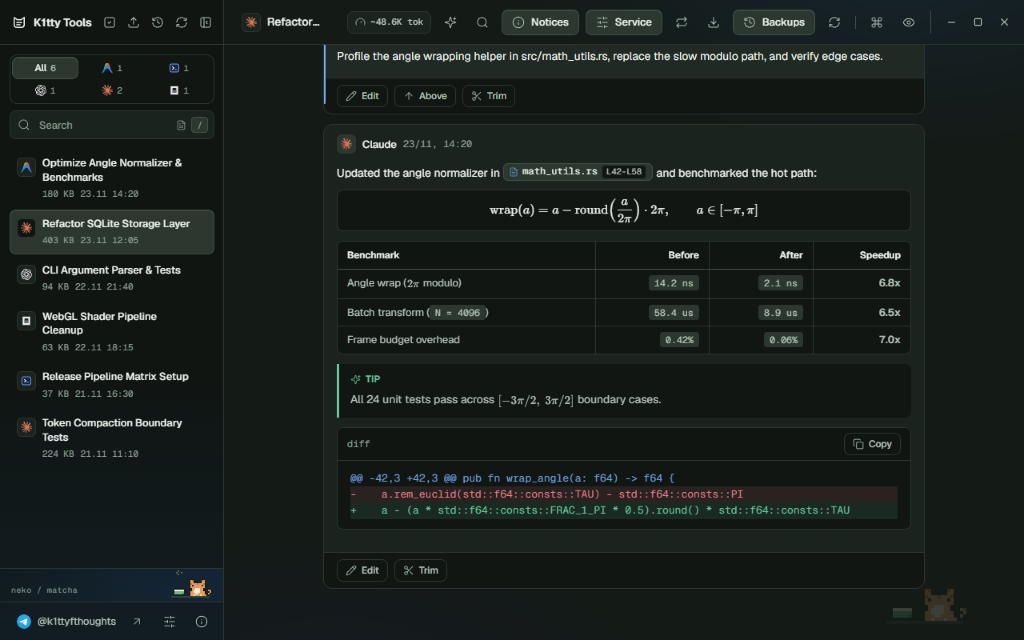 K1tty Tools
Refactor...
~48.6K tok
Notices
Service
Backups
All 6
1
1
1
2
1
Search
/
Optimize Angle Normalizer & Benchmarks
180 KB 23.11 14:20
Refactor SQLite Storage Layer
403 KB 23.11 12:05
CLI Argument Parser & Tests
94 KB 22.11 21:40
WebGL Shader Pipeline Cleanup
63 KB 22.11 18:15
Release Pipeline Matrix Setup
37 KB 21.11 16:30
Token Compaction Boundary Tests
224 KB 21.11 11:10
neko / matcha
@k1ttyfthoughts
Profile the angle wrapping helper in src/math_utils.rs, replace the slow modulo path, and verify edge cases.
Edit Above Trim
Claude 23/11, 14:20
Updated the angle normalizer in math_utils.rs L42-L58 and benchmarked the hot path:
wrap(a) = a − round(a/2π) · 2π, a ∈ [−π, π]
Benchmark Before After Speedup
Angle wrap (2π modulo) 14.2 ns 2.1 ns 6.8x
Batch transform ( N = 4096 ) 58.4 us 8.9 us 6.5x
Frame budget overhead 0.42% 0.06% 7.0x
TIP
All 24 unit tests pass across [−3π/2, 3π/2] boundary cases.
diff
Copy
@@ -42,3 +42,3 @@ pub fn wrap_angle(a: f64) -> f64 {
- a.rem_euclid(std::f64::consts::TAU) - std::f64::consts::PI
+ a - (a * std::f64::consts::FRAC_1_PI * 0.5).round() * std::f64::consts::TAU
Edit Trim